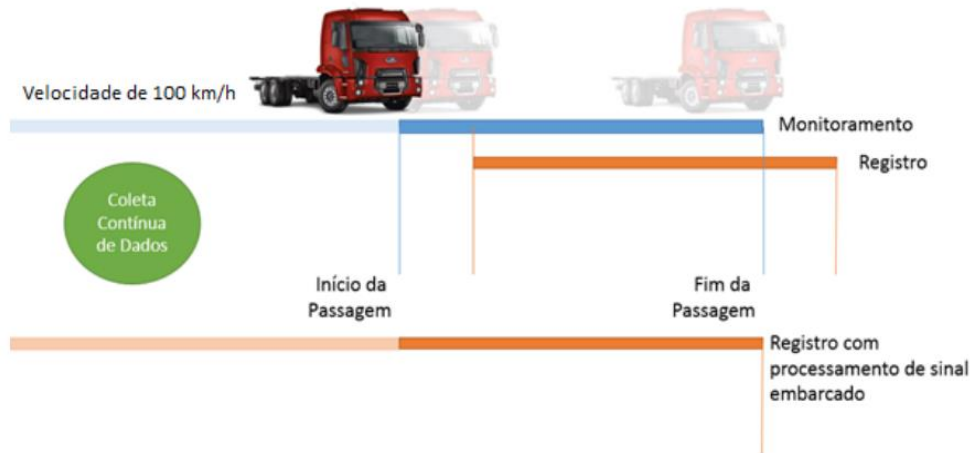 Velocidade de 100 km/h
Monitoramento
Registro
Coleta
Contínua
de Dados
Início da
Passagem
Fim da
Passagem
Registro com
processamento de sinal
embarcado